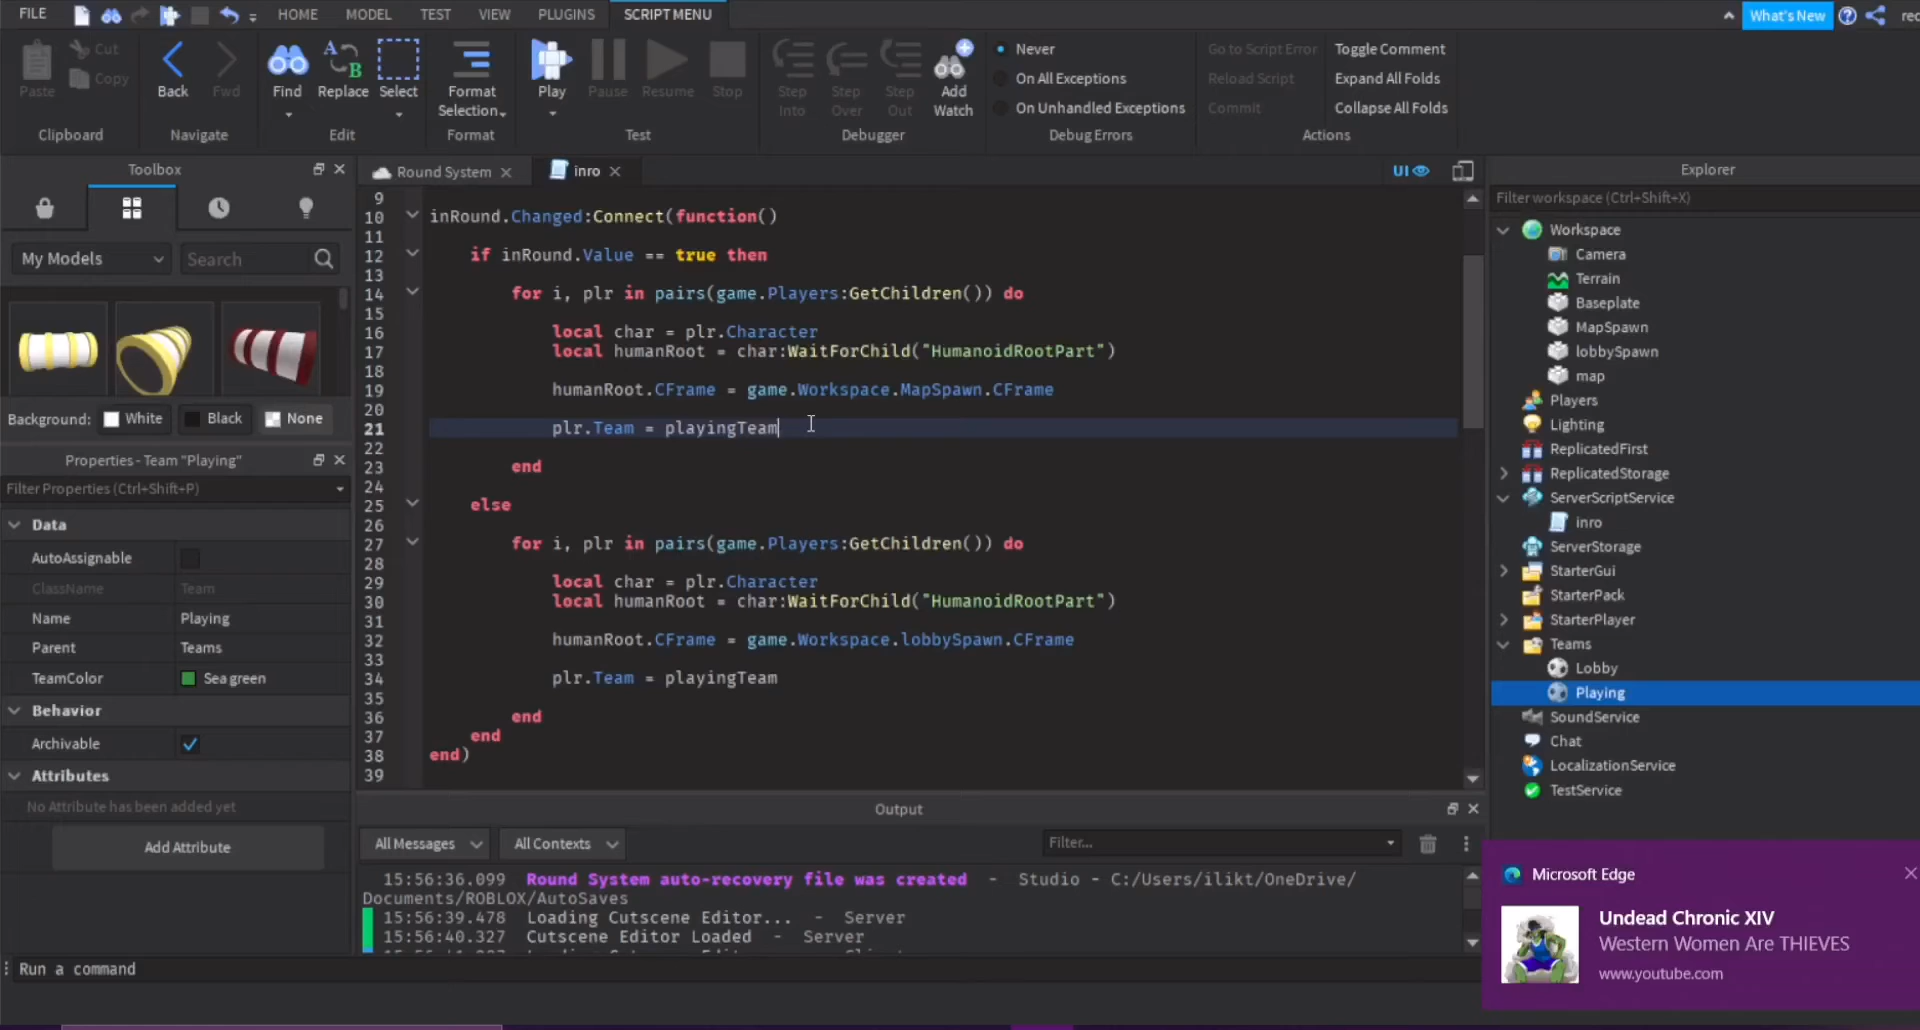 FILE
HOME
MODEL
TEST
VIEW
PLUGINS
SCRIPT MENU
What's New
Paste
Cut
Copy
Clipboard
Back
Fwd
Navigate
Find
Replace
Select
Edit
Format
Selection
Format
Play
Pause
Resume
Stop
Test
Step
Into
Step
Over
Step
Out
Add
Watch
Debugger
Never
On All Exceptions
On Unhandled Exceptions
Debug Errors
Go to Script Error
Reload Script
Commit
Toggle Comment
Expand All Folds
Collapse All Folds
Actions
Toolbox
My Models
Search
Background:
White
Black
None
Properties - Team "Playing"
Filter Properties (Ctrl+Shift+P)
Data
AutoAssignable
ClassName Team
Name Playing
Parent Teams
TeamColor Sea green
Behavior
Archivable
Attributes
No Attribute has been added yet
Add Attribute
Round System
inro
UI
9
10 inRound.Changed:Connect(function()
11
12 if inRound.Value == true then
13
14 for i, plr in pairs(game.Players:GetChildren()) do
15
16 local char = plr.Character
17 local humanRoot = char:WaitForChild("HumanoidRootPart")
18
19 humanRoot.CFrame = game.Workspace.MapSpawn.CFrame
20
21 plr.Team = playingTeam
22
23 end
24
25 else
26
27 for i, plr in pairs(game.Players:GetChildren()) do
28
29 local char = plr.Character
30 local humanRoot = char:WaitForChild("HumanoidRootPart")
31
32 humanRoot.CFrame = game.Workspace.lobbySpawn.CFrame
33
34 plr.Team = playingTeam
35
36 end
37 end
38 end)
39
Output
All Messages
All Contexts
Filter...
15:56:36.099 Round System auto-recovery file was created - Studio - C:/Users/ilikt/OneDrive/
Documents/ROBLOX/AutoSaves
15:56:39.478 Loading Cutscene Editor... - Server
15:56:40.327 Cutscene Editor Loaded - Server
Run a command
Explorer
Filter workspace (Ctrl+Shift+X)
Workspace
Camera
Terrain
Baseplate
MapSpawn
lobbySpawn
map
Players
Lighting
ReplicatedFirst
ReplicatedStorage
ServerScriptService
inro
ServerStorage
StarterGui
StarterPack
StarterPlayer
Teams
Lobby
Playing
SoundService
Chat
LocalizationService
TestService
Microsoft Edge
Undead Chronic XIV
Western Women Are THIEVES
www.youtube.com